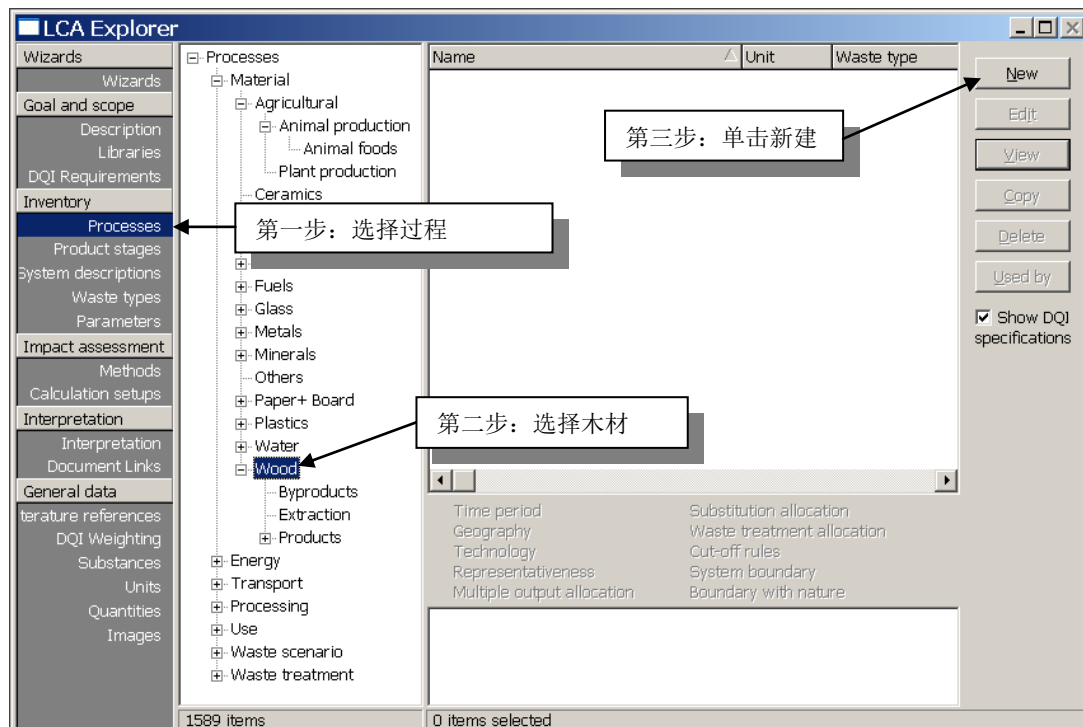 LCA Explorer
Wizards
Wizards
Goal and scope
Description
Libraries
DQI Requirements
Inventory
Processes
Product stages
System descriptions
Waste types
Parameters
Impact assessment
Methods
Calculation setups
Interpretation
Interpretation
Document Links
General data
terature references
DQI Weighting
Substances
Units
Quantities
Images
Processes
Material
Agricultural
Animal production
Animal foods
Plant production
Ceramics
第一步：选择过程
Fuels
Glass
Metals
Minerals
Others
Paper+ Board
Plastics
Water
Wood
Byproducts
Extraction
Products
Energy
Transport
Processing
Use
Waste scenario
Waste treatment
1589 items
Name Unit Waste type
第三步：单击新建
第二步：选择木材
Time period Substitution allocation
Geography Waste treatment allocation
Technology Cut-off rules
Representativeness System boundary
Multiple output allocation Boundary with nature
0 items selected
New
Edit
View
Copy
Delete
Used by
Show DQI
specifications